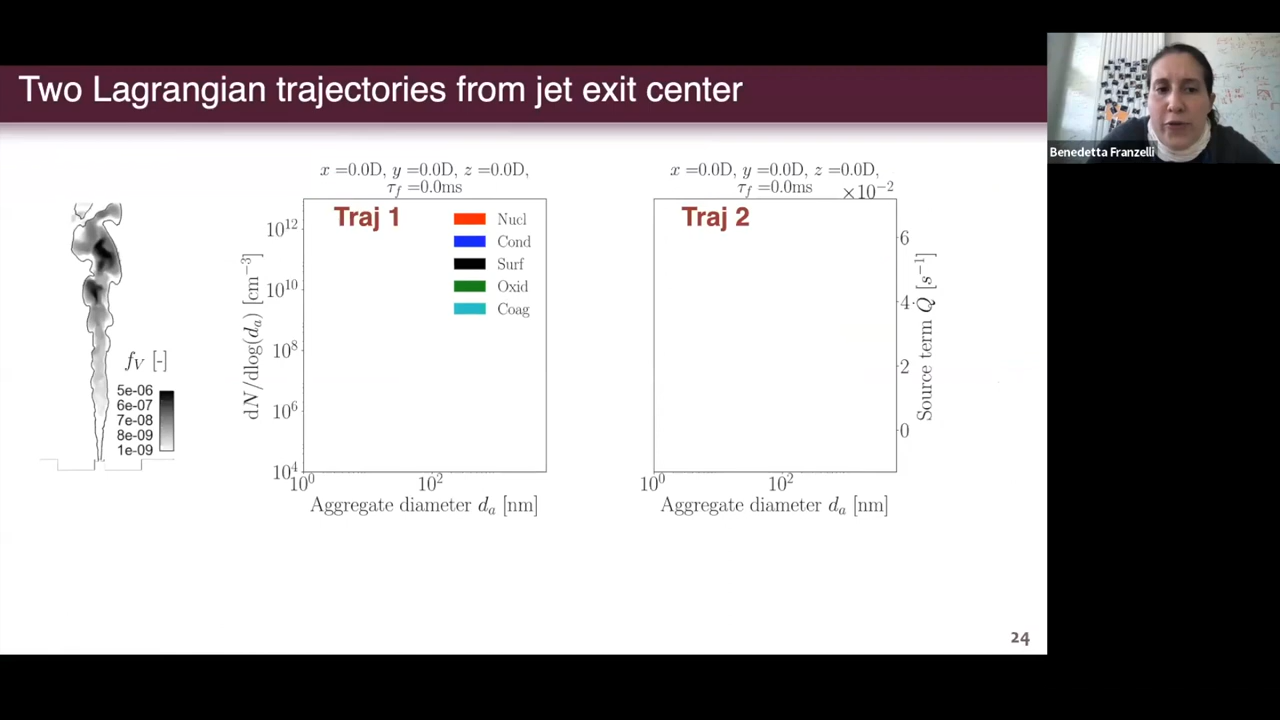 Two Lagrangian trajectories from jet exit center
Benedetta Franzelli
x =0.0D, y =0.0D, z =0.0D,
τf =0.0ms
Traj 1
Nucl
Cond
Surf
Oxid
Coag
dN/dlog(da) [cm−3]
10^12
10^10
10^8
10^6
10^4
10^0
10^2
Aggregate diameter da [nm]
x =0.0D, y =0.0D, z =0.0D,
τf =0.0ms
×10−2
Traj 2
6
4
2
0
Source term Q̇ [s−1]
10^0
10^2
Aggregate diameter da [nm]
fV [-]
5e-06
6e-07
7e-08
8e-09
1e-09
24